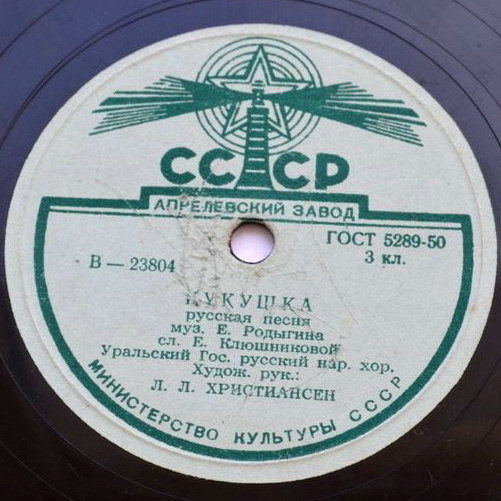 СССР
АПРЕЛЕВСКИЙ ЗАВОД
ГОСТ 5289-50
3 кл.
В — 23804
КУКУШКА
русская песня
муз. Е. Родыгина
сл. Е. Клюшниковой
Уральский Гос. русский нар. хор.
Худож. рук.:
Л. Л. ХРИСТИАНСЕН
МИНИСТЕРСТВО КУЛЬТУРЫ СССР